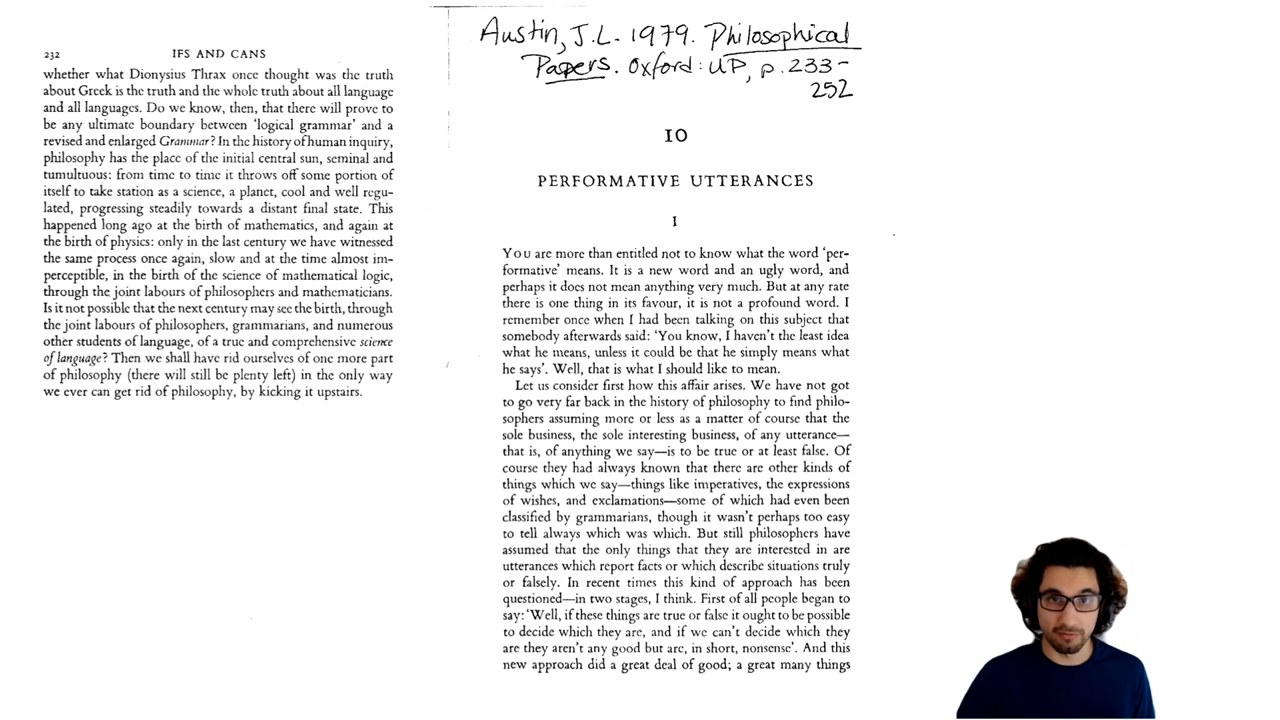 232 IFS AND CANS
whether what Dionysius Thrax once thought was the truth
about Greek is the truth and the whole truth about all language
and all languages. Do we know, then, that there will prove to
be any ultimate boundary between 'logical grammar' and a
revised and enlarged Grammar? In the history of human inquiry,
philosophy has the place of the initial central sun, seminal and
tumultuous: from time to time it throws off some portion of
itself to take station as a science, a planet, cool and well regu-
lated, progressing steadily towards a distant final state. This
happened long ago at the birth of mathematics, and again at
the birth of physics: only in the last century we have witnessed
the same process once again, slow and at the time almost im-
perceptible, in the birth of the science of mathematical logic,
through the joint labours of philosophers and mathematicians.
Is it not possible that the next century may see the birth, through
the joint labours of philosophers, grammarians, and numerous
other students of language, of a true and comprehensive science
of language? Then we shall have rid ourselves of one more part
of philosophy (there will still be plenty left) in the only way
we ever can get rid of philosophy, by kicking it upstairs.
Austin, J.L. 1979. Philosophical
Papers. Oxford: UP, p. 233-
252
10
PERFORMATIVE UTTERANCES
I
YOU are more than entitled not to know what the word 'per-
formative' means. It is a new word and an ugly word, and
perhaps it does not mean anything very much. But at any rate
there is one thing in its favour, it is not a profound word. I
remember once when I had been talking on this subject that
somebody afterwards said: 'You know, I haven't the least idea
what he means, unless it could be that he simply means what
he says'. Well, that is what I should like to mean.
Let us consider first how this affair arises. We have not got
to go very far back in the history of philosophy to find philo-
sophers assuming more or less as a matter of course that the
sole business, the sole interesting business, of any utterance—
that is, of anything we say—is to be true or at least false. Of
course they had always known that there are other kinds of
things which we say—things like imperatives, the expressions
of wishes, and exclamations—some of which had even been
classified by grammarians, though it wasn't perhaps too easy
to tell always which was which. But still philosophers have
assumed that the only things that they are interested in are
utterances which report facts or which describe situations truly
or falsely. In recent times this kind of approach has been
questioned—in two stages, I think. First of all people began to
say: 'Well, if these things are true or false it ought to be possible
to decide which they are, and if we can't decide which they
are they aren't any good but are, in short, nonsense'. And this
new approach did a great deal of good; a great many things